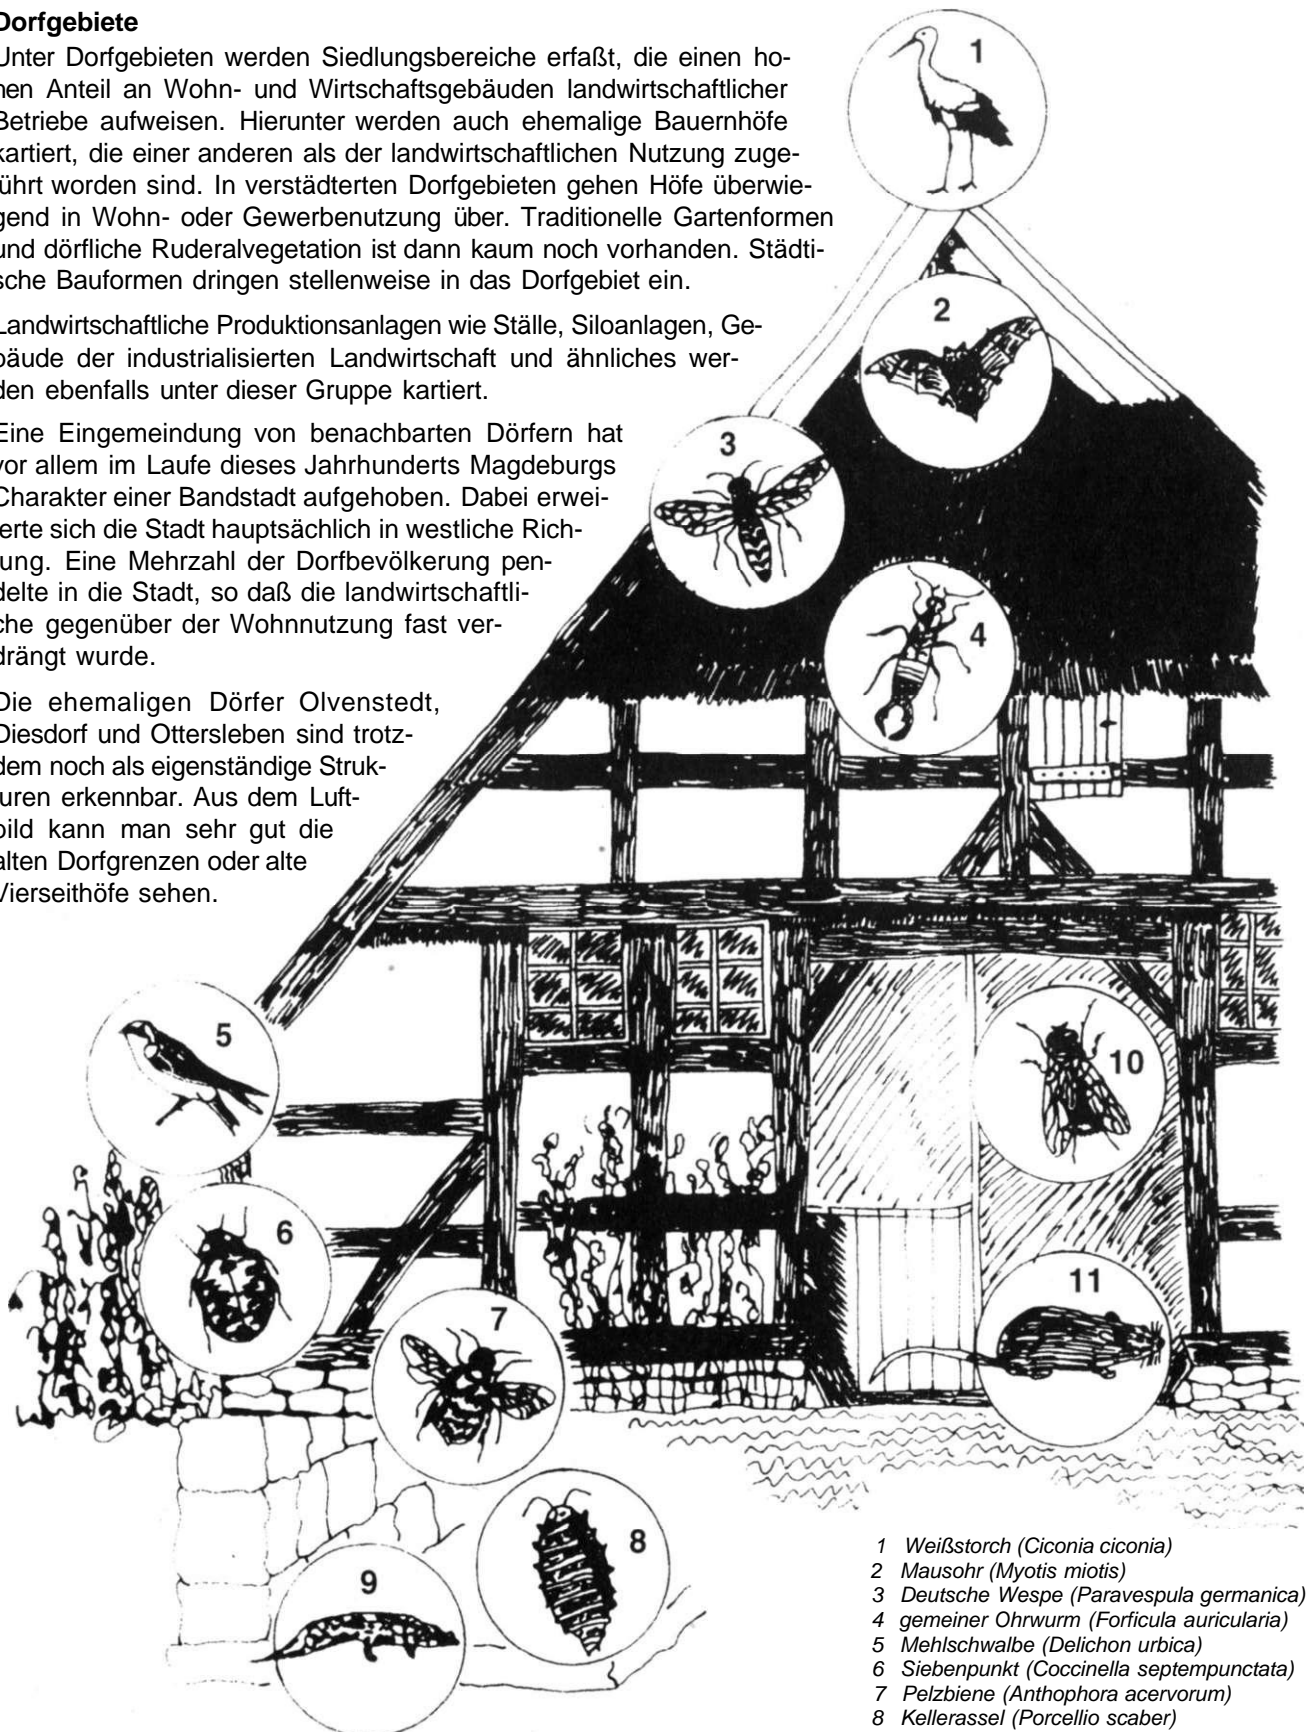 Dorfgebiete
Unter Dorfgebieten werden Siedlungsbereiche erfaßt, die einen ho-
hen Anteil an Wohn- und Wirtschaftsgebäuden landwirtschaftlicher
Betriebe aufweisen. Hierunter werden auch ehemalige Bauernhöfe
kartiert, die einer anderen als der landwirtschaftlichen Nutzung zuge-
führt worden sind. In verstädterten Dorfgebieten gehen Höfe überwie-
gend in Wohn- oder Gewerbenutzung über. Traditionelle Gartenformen
und dörfliche Ruderalvegetation ist dann kaum noch vorhanden. Städti-
sche Bauformen dringen stellenweise in das Dorfgebiet ein.
Landwirtschaftliche Produktionsanlagen wie Ställe, Siloanlagen, Ge-
bäude der industrialisierten Landwirtschaft und ähnliches wer-
den ebenfalls unter dieser Gruppe kartiert.
Eine Eingemeindung von benachbarten Dörfern hat
vor allem im Laufe dieses Jahrhunderts Magdeburgs
Charakter einer Bandstadt aufgehoben. Dabei erwei-
terte sich die Stadt hauptsächlich in westliche Rich-
tung. Eine Mehrzahl der Dorfbevölkerung pen-
delte in die Stadt, so daß die landwirtschaftli-
che gegenüber der Wohnnutzung fast ver-
drängt wurde.
Die ehemaligen Dörfer Olvenstedt,
Diesdorf und Ottersleben sind trotz-
dem noch als eigenständige Struk-
turen erkennbar. Aus dem Luft-
bild kann man sehr gut die
alten Dorfgrenzen oder alte
Vierseithöfe sehen.
1
2
3
4
5
10
6
11
7
8
9
1 Weißstorch (Ciconia ciconia)
2 Mausohr (Myotis miotis)
3 Deutsche Wespe (Paravespula germanica)
4 gemeiner Ohrwurm (Forficula auricularia)
5 Mehlschwalbe (Delichon urbica)
6 Siebenpunkt (Coccinella septempunctata)
7 Pelzbiene (Anthophora acervorum)
8 Kellerassel (Porcellio scaber)